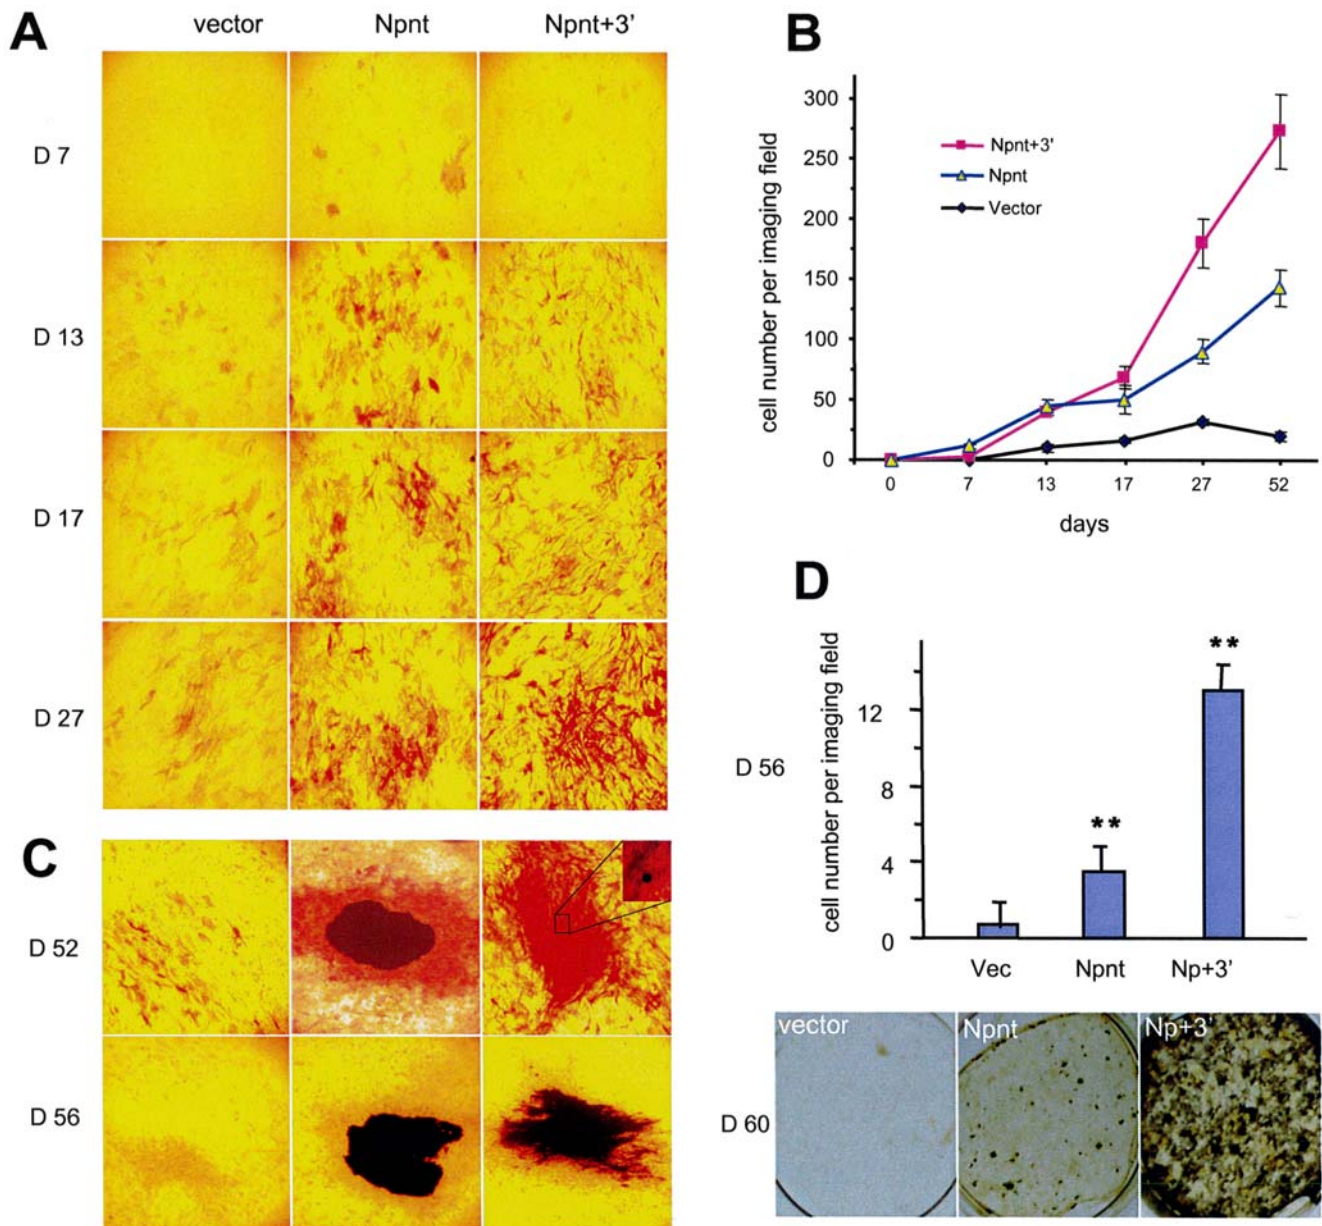 A
vector Npnt Npnt+3'
D 7
D 13
D 17
D 27
B
cell number per imaging field
300
250
200
150
100
50
0
Npnt+3'
Npnt
Vector
0 7 13 17 27 52
days
C
D 52
D 56
D
D 56
cell number per imaging field
12
8
4
0
**
**
Vec Npnt Np+3'
D 60
vector Npnt Np+3'